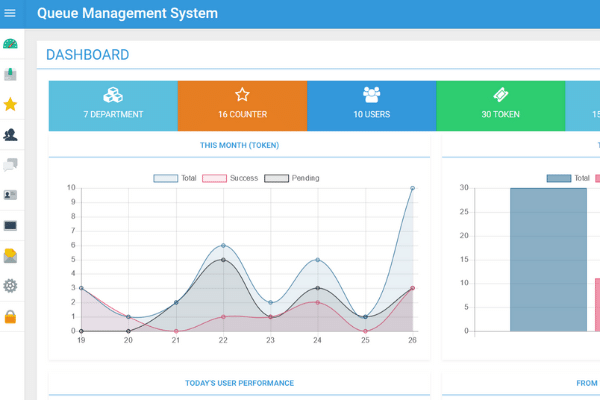 Queue Management System
DASHBOARD
7 DEPARTMENT
16 COUNTER
10 USERS
30 TOKEN
15
THIS MONTH (TOKEN)
T
Total Success Pending
10
9
8
7
6
5
4
3
2
1
0
19 20 21 22 23 24 25 26
Total
30
25
20
15
10
5
0
TODAY'S USER PERFORMANCE
FROM